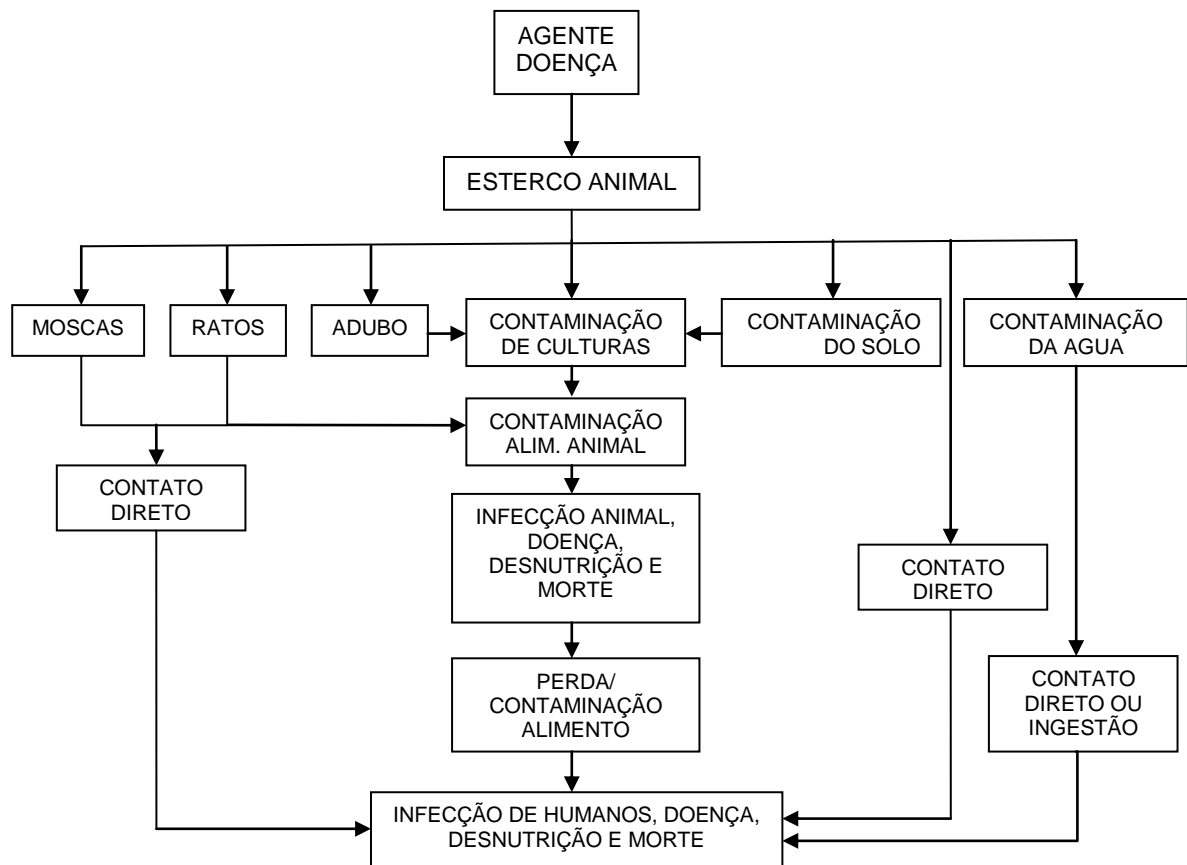 AGENTE
DOENÇA
ESTERCO ANIMAL
MOSCAS
RATOS
ADUBO
CONTAMINAÇÃO
DE CULTURAS
CONTAMINAÇÃO
DO SOLO
CONTAMINAÇÃO
DA AGUA
CONTAMINAÇÃO
ALIM. ANIMAL
CONTATO
DIRETO
INFECÇÃO ANIMAL,
DOENÇA,
DESNUTRIÇÃO E
MORTE
CONTATO
DIRETO
PERDA/
CONTAMINAÇÃO
ALIMENTO
CONTATO
DIRETO OU
INGESTÃO
INFECÇÃO DE HUMANOS, DOENÇA,
DESNUTRIÇÃO E MORTE